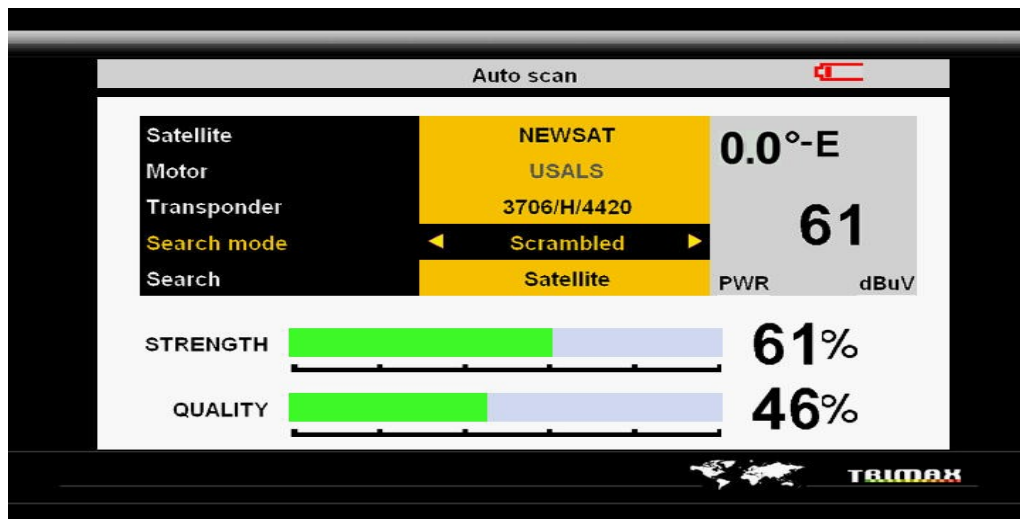 Auto scan
Satellite NEWSAT
Motor USALS
Transponder 3706/H/4420
Search mode Scrambled
Search Satellite
0.0°-E
61
PWR dBuV
STRENGTH 61%
QUALITY 46%
TRIMAX